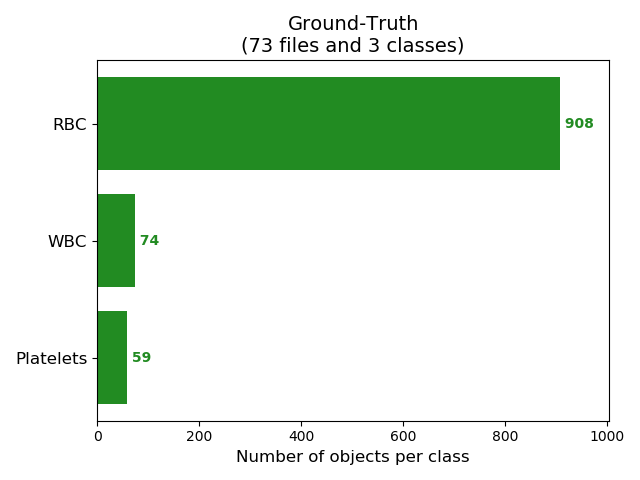 Ground-Truth
(73 files and 3 classes)
RBC
908
WBC
74
Platelets
59
0 200 400 600 800 1000
Number of objects per class